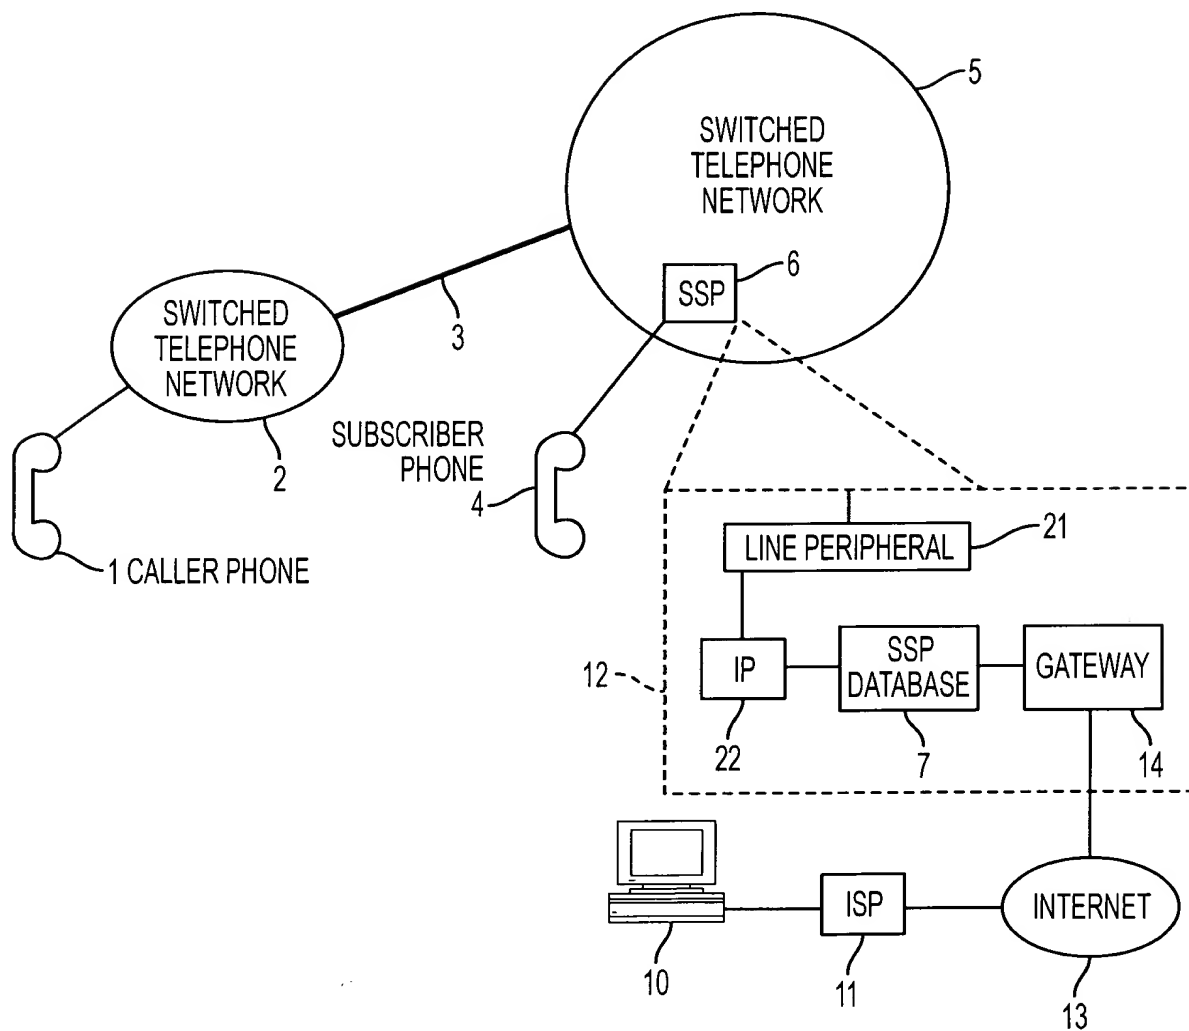 5
SWITCHED
TELEPHONE
NETWORK
6
SSP
3
SWITCHED
TELEPHONE
NETWORK
2
SUBSCRIBER
PHONE
4
1 CALLER PHONE
LINE PERIPHERAL
21
12
IP
SSP
DATABASE
GATEWAY
22
7
14
ISP
INTERNET
10
11
13